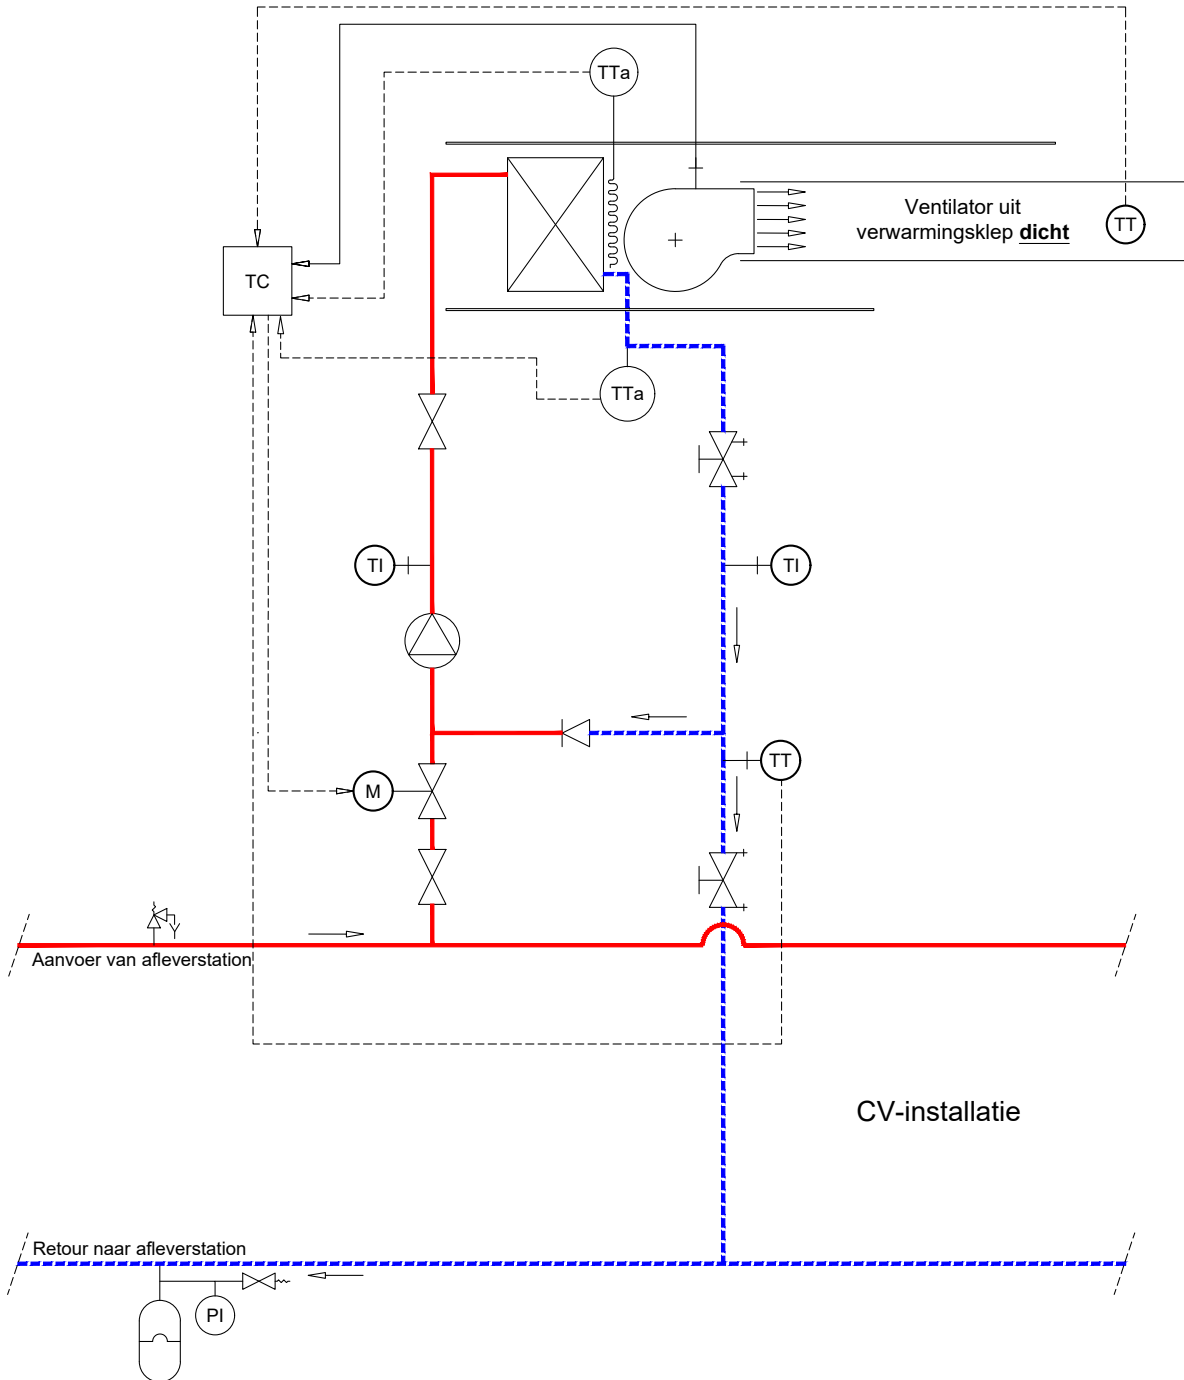 TTa
Ventilator uit
verwarmingsklep dicht
TT
TC
TTa
TI
TI
TT
M
Aanvoer van afleverstation
CV-installatie
Retour naar afleverstation
PI